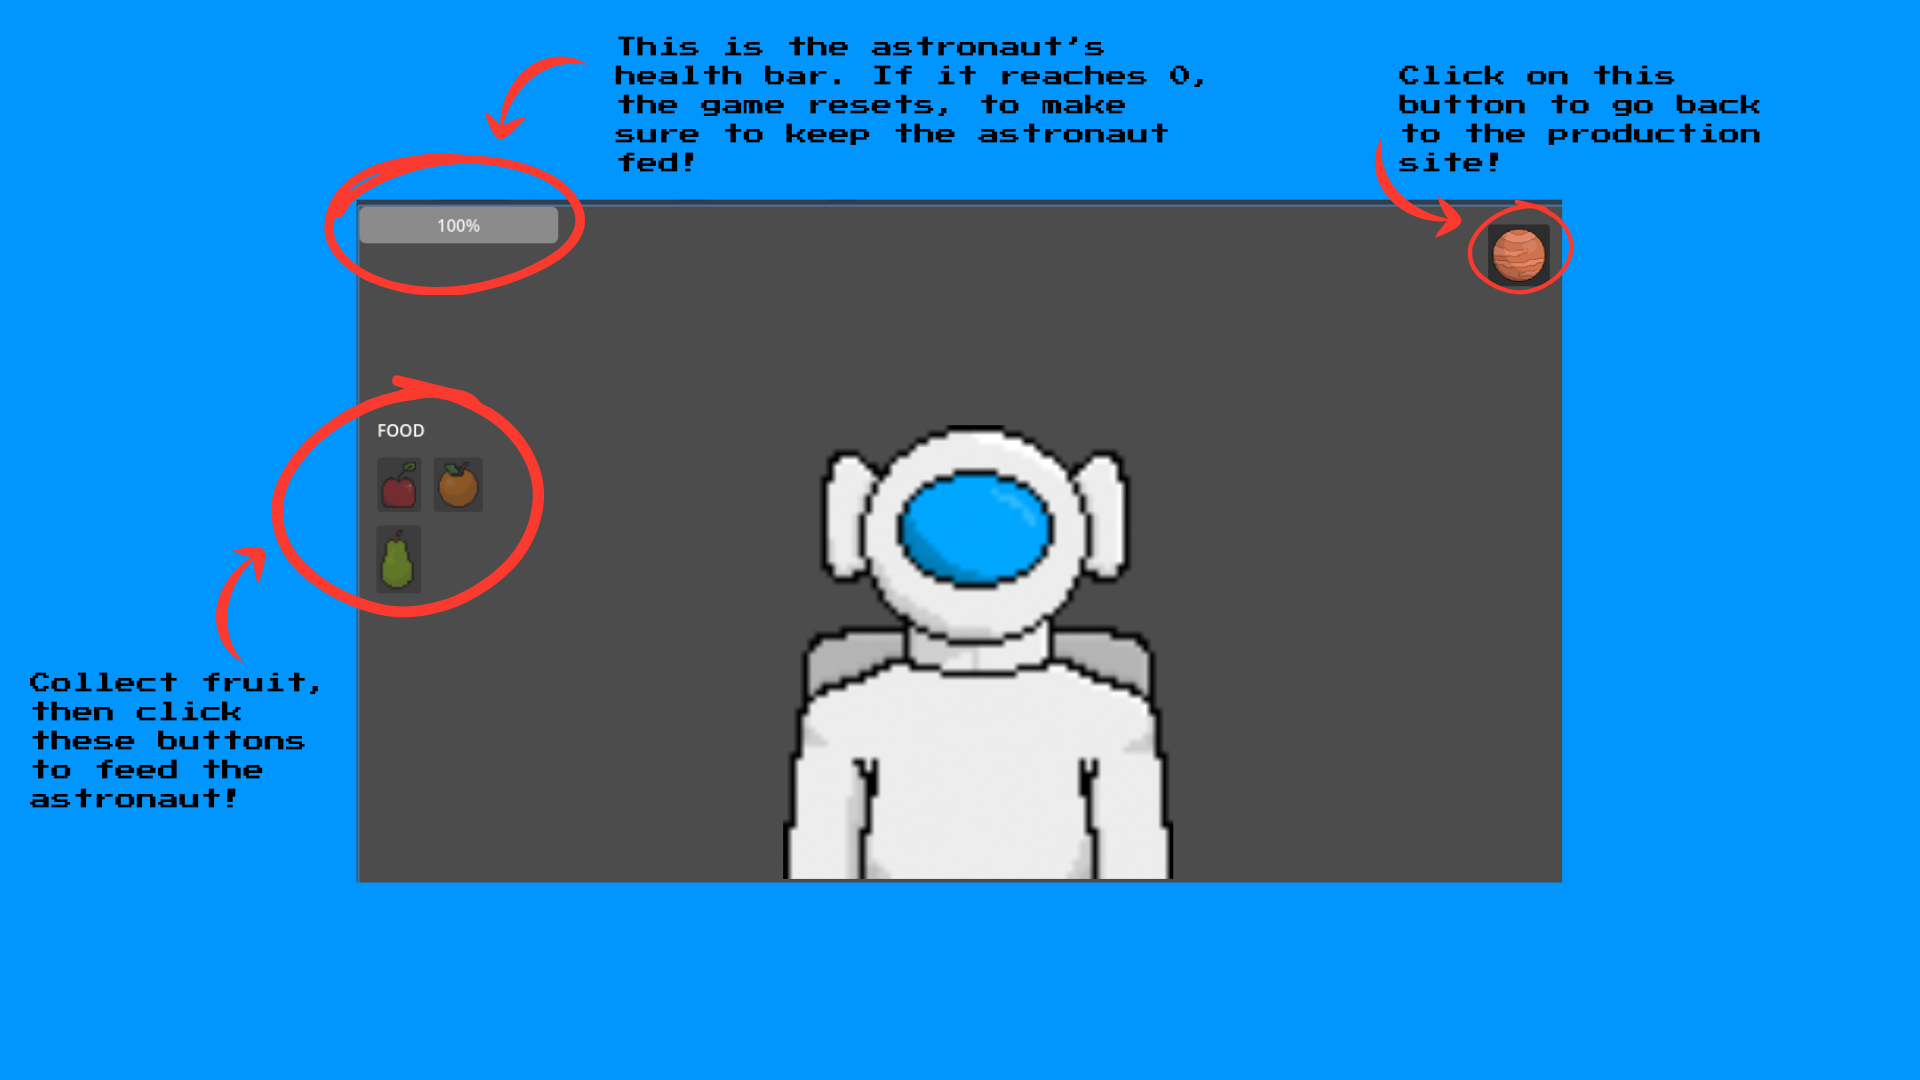 This is the astronaut's
health bar. If it reaches 0,
the game resets, to make
sure to keep the astronaut
fed!
Click on this
button to go back
to the production
site!
100%
FOOD
Collect fruit,
then click
these buttons
to feed the
astronaut!